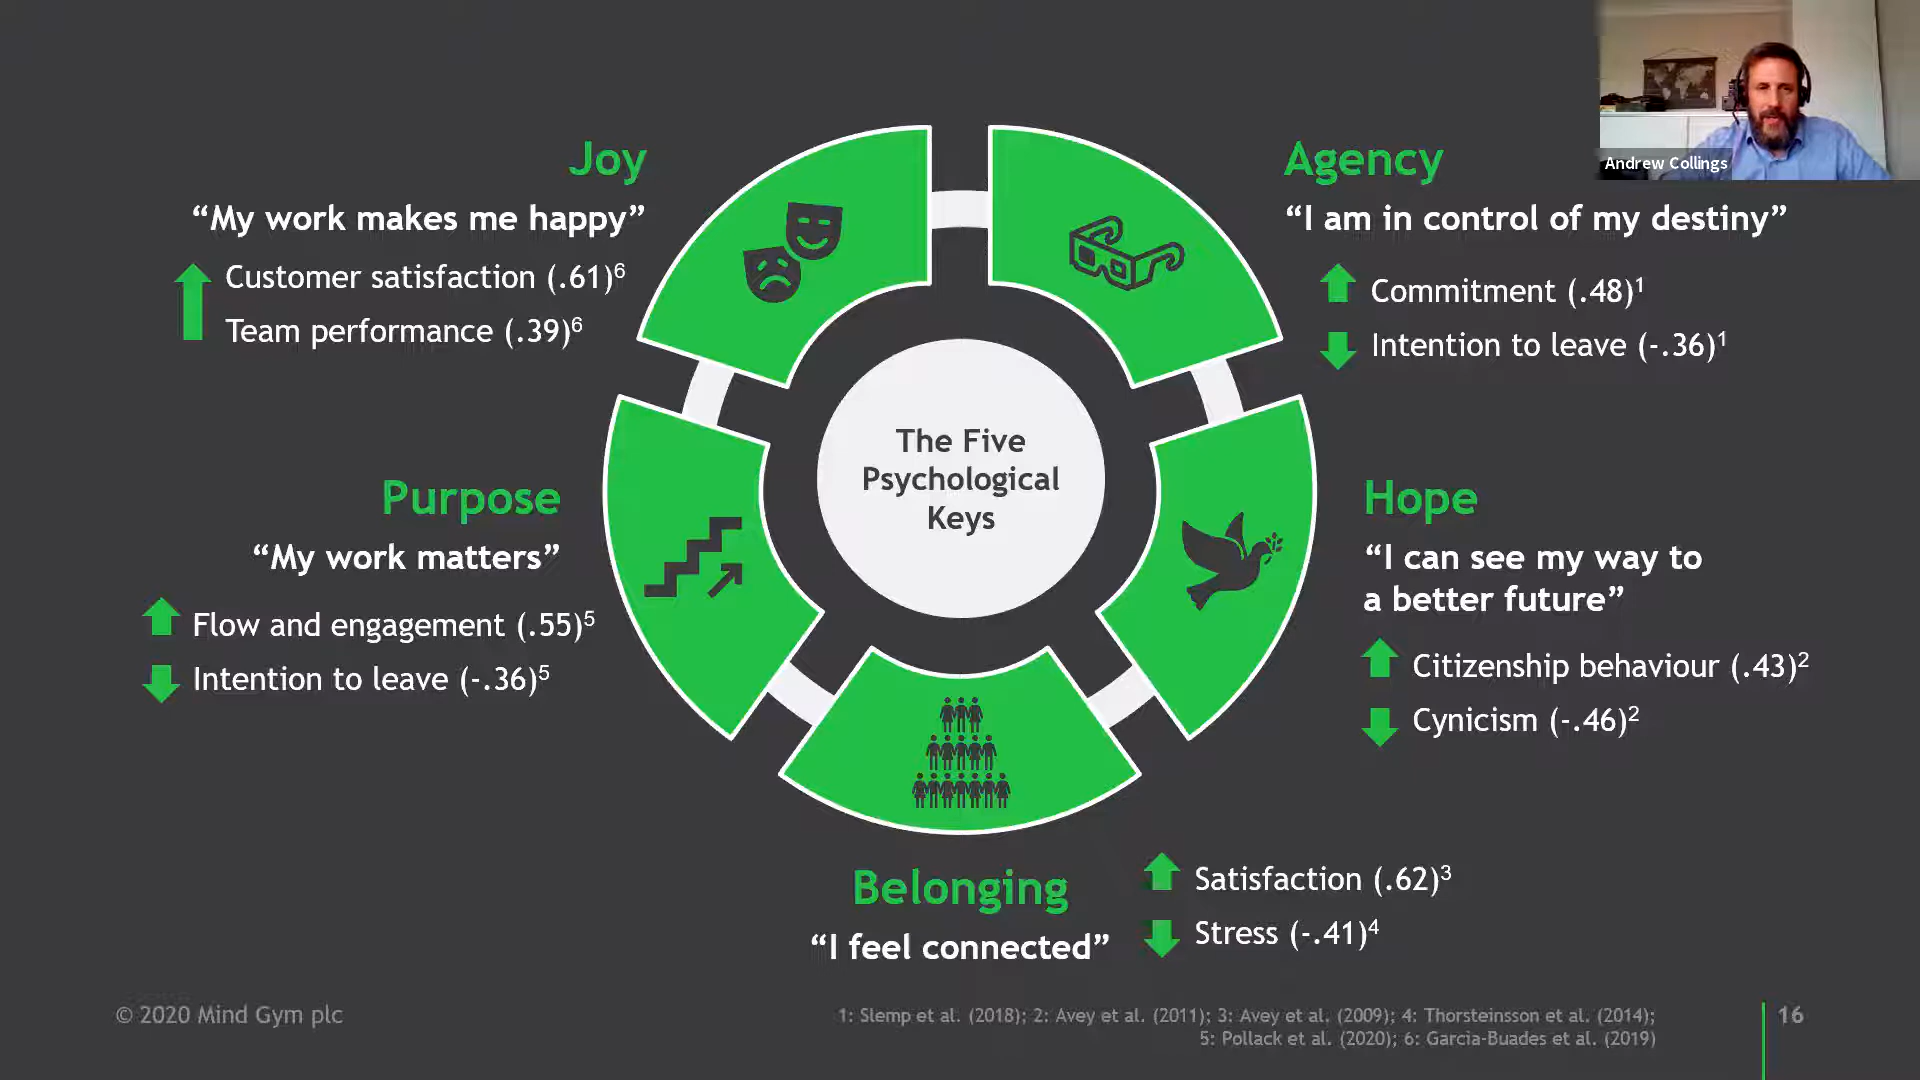 Andrew Collings
Joy
“My work makes me happy”
Customer satisfaction (.61)⁶
Team performance (.39)⁶
Agency
“I am in control of my destiny”
Commitment (.48)¹
Intention to leave (-.36)¹
The Five
Psychological
Keys
Purpose
“My work matters”
Flow and engagement (.55)⁵
Intention to leave (-.36)⁵
Hope
“I can see my way to
a better future”
Citizenship behaviour (.43)²
Cynicism (-.46)²
Belonging
“I feel connected”
Satisfaction (.62)³
Stress (-.41)⁴
© 2020 Mind Gym plc
1: Slemp et al. (2018); 2: Avey et al. (2011); 3: Avey et al. (2009); 4: Thorsteinsson et al. (2014);
5: Pollack et al. (2020); 6: Garcia-Buades et al. (2019)
16